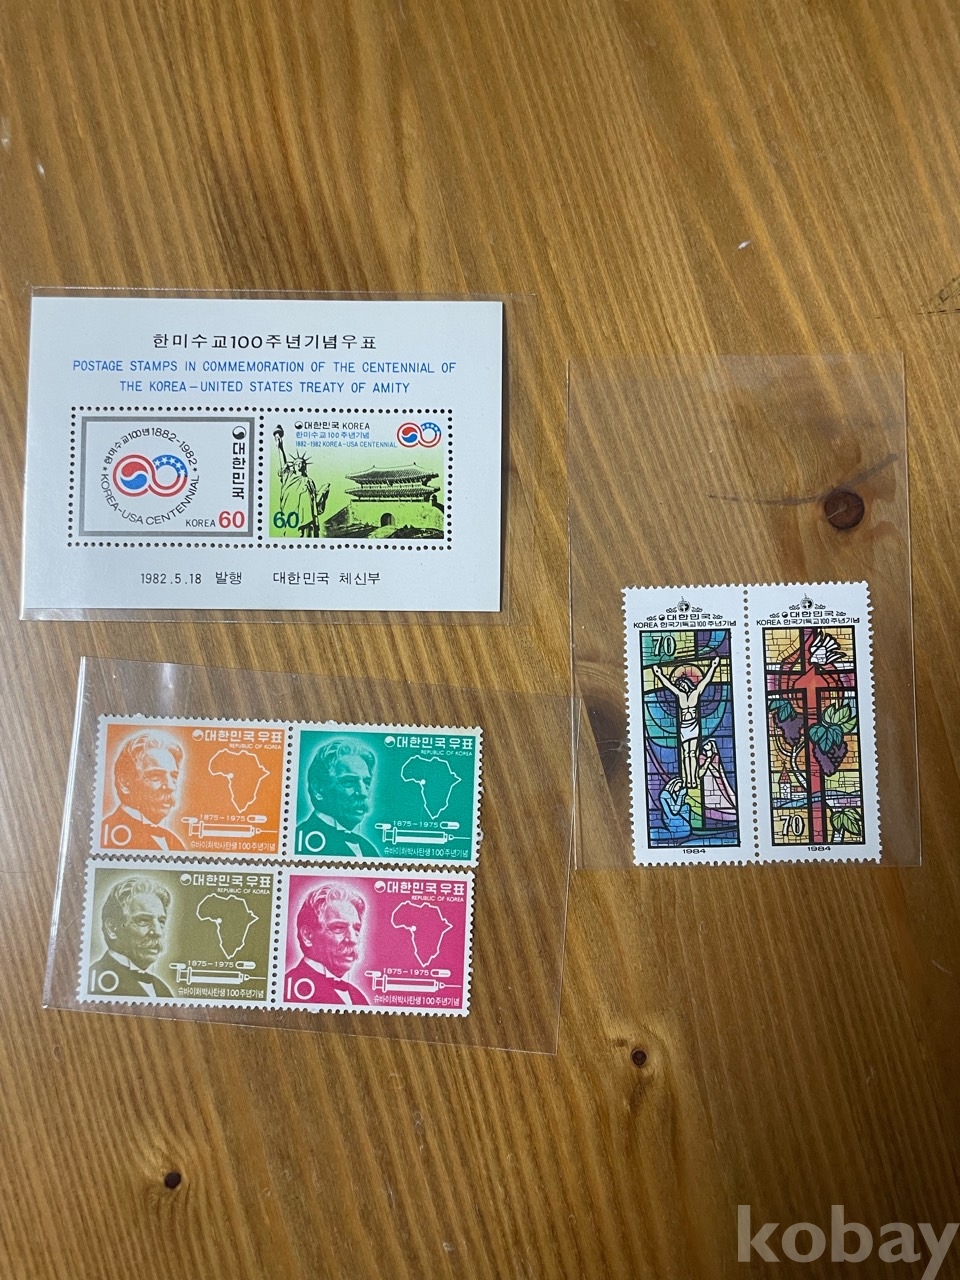 한미수교100주년기념우표
POSTAGE STAMPS IN COMMEMORATION OF THE CENTENNIAL OF
THE KOREA-UNITED STATES TREATY OF AMITY
한미수교100년 1882-1982
KOREA-USA CENTENNIAL
대한민국
KOREA 60
대한민국 KOREA
한미수교100주년기념
1882-1982 KOREA-USA CENTENNIAL
60
1982.5.18 발행 대한민국 체신부
대한민국
KOREA 한국기독교100주년기념
70
1984
대한민국
KOREA 한국기독교100주년기념
70
1984
대한민국우표
REPUBLIC OF KOREA
1875-1975
10
슈바이처박사탄생100주년기념
대한민국우표
REPUBLIC OF KOREA
1875-1975
10
슈바이처박사탄생100주년기념
대한민국우표
REPUBLIC OF KOREA
1875-1975
10
슈바이처박사탄생100주년기념
대한민국우표
REPUBLIC OF KOREA
1875-1975
10
슈바이처박사탄생100주년기념
kobay